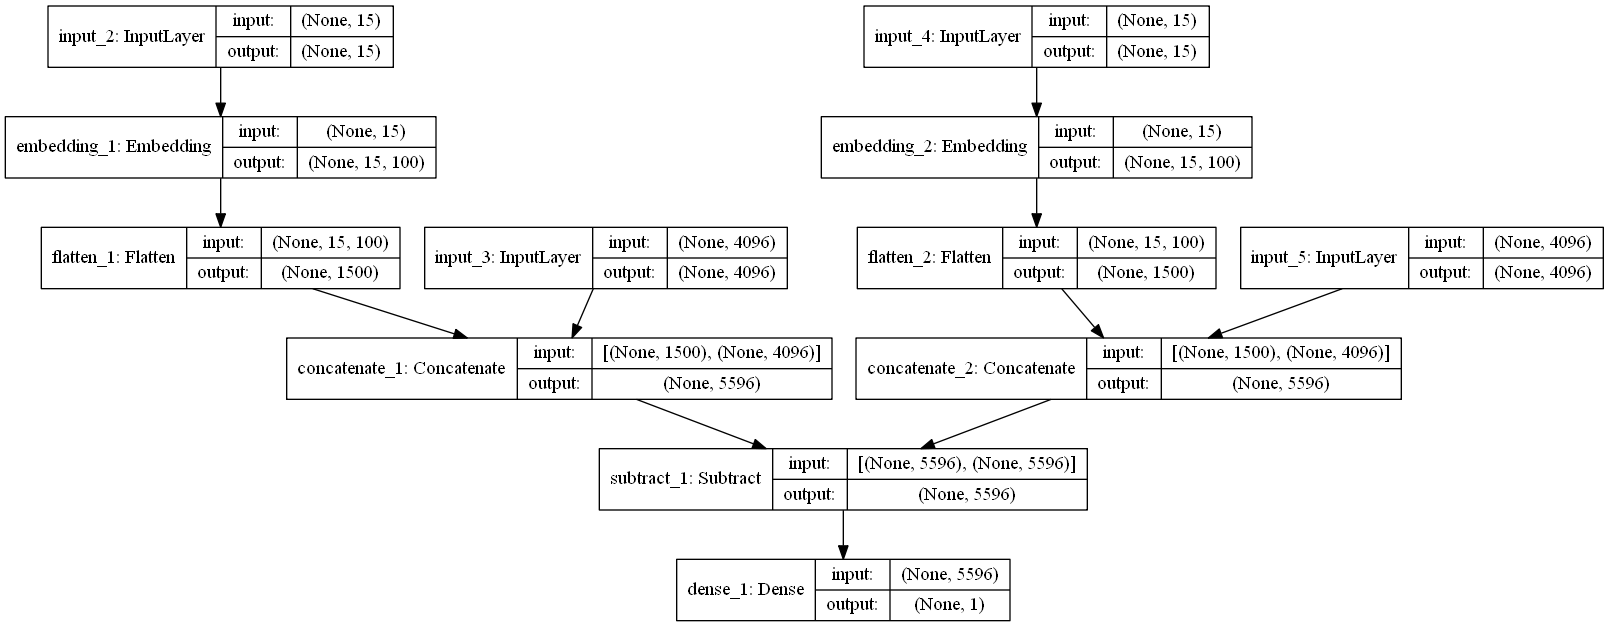 input_2: InputLayer
input: (None, 15)
output: (None, 15)
input_4: InputLayer
input: (None, 15)
output: (None, 15)
embedding_1: Embedding
input: (None, 15)
output: (None, 15, 100)
embedding_2: Embedding
input: (None, 15)
output: (None, 15, 100)
flatten_1: Flatten
input: (None, 15, 100)
output: (None, 1500)
input_3: InputLayer
input: (None, 4096)
output: (None, 4096)
flatten_2: Flatten
input: (None, 15, 100)
output: (None, 1500)
input_5: InputLayer
input: (None, 4096)
output: (None, 4096)
concatenate_1: Concatenate
input: [(None, 1500), (None, 4096)]
output: (None, 5596)
concatenate_2: Concatenate
input: [(None, 1500), (None, 4096)]
output: (None, 5596)
subtract_1: Subtract
input: [(None, 5596), (None, 5596)]
output: (None, 5596)
dense_1: Dense
input: (None, 5596)
output: (None, 1)